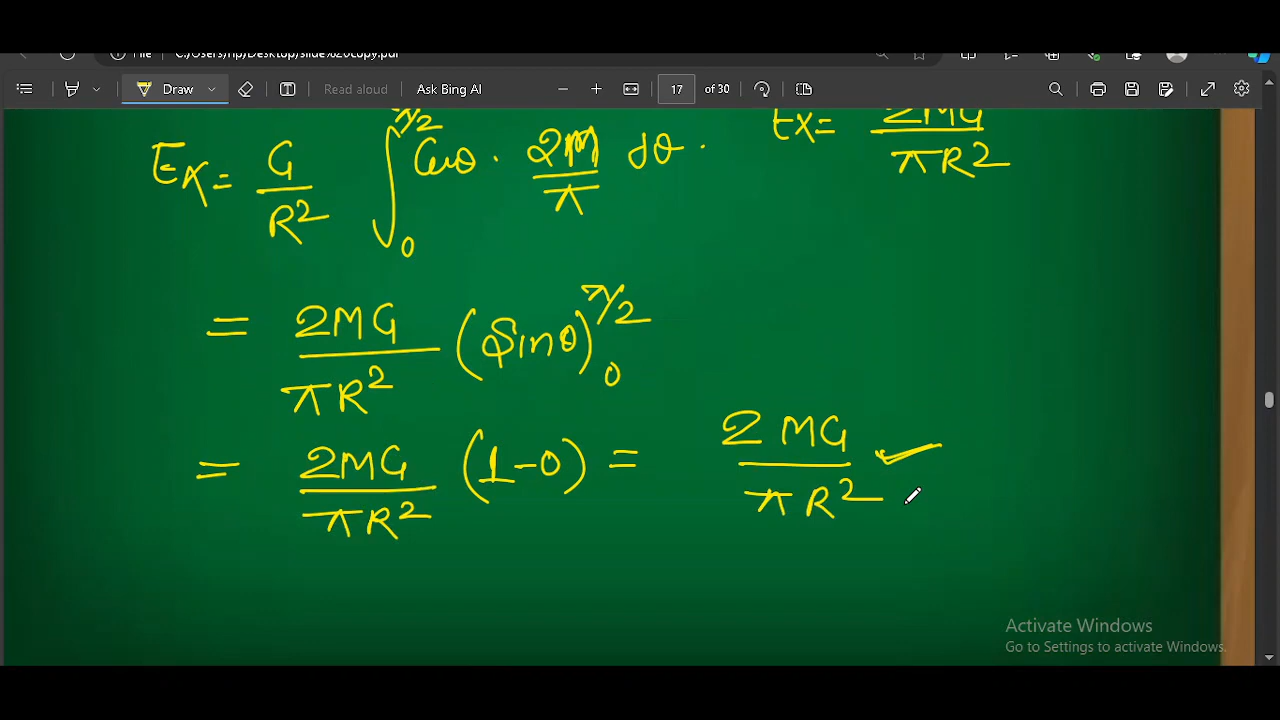 File C:/Users/hp/Desktop/slide%20copy.pdf
Draw Read aloud Ask Bing AI 17 of 30
Ex = G/R² ∫₀^π/2 Cosθ · 2M/π dθ . Ex = 2MG/πR²
= 2MG/πR² (Sinθ)₀^π/2
= 2MG/πR² (1-0) = 2MG/πR² ✓
Activate Windows
Go to Settings to activate Windows.